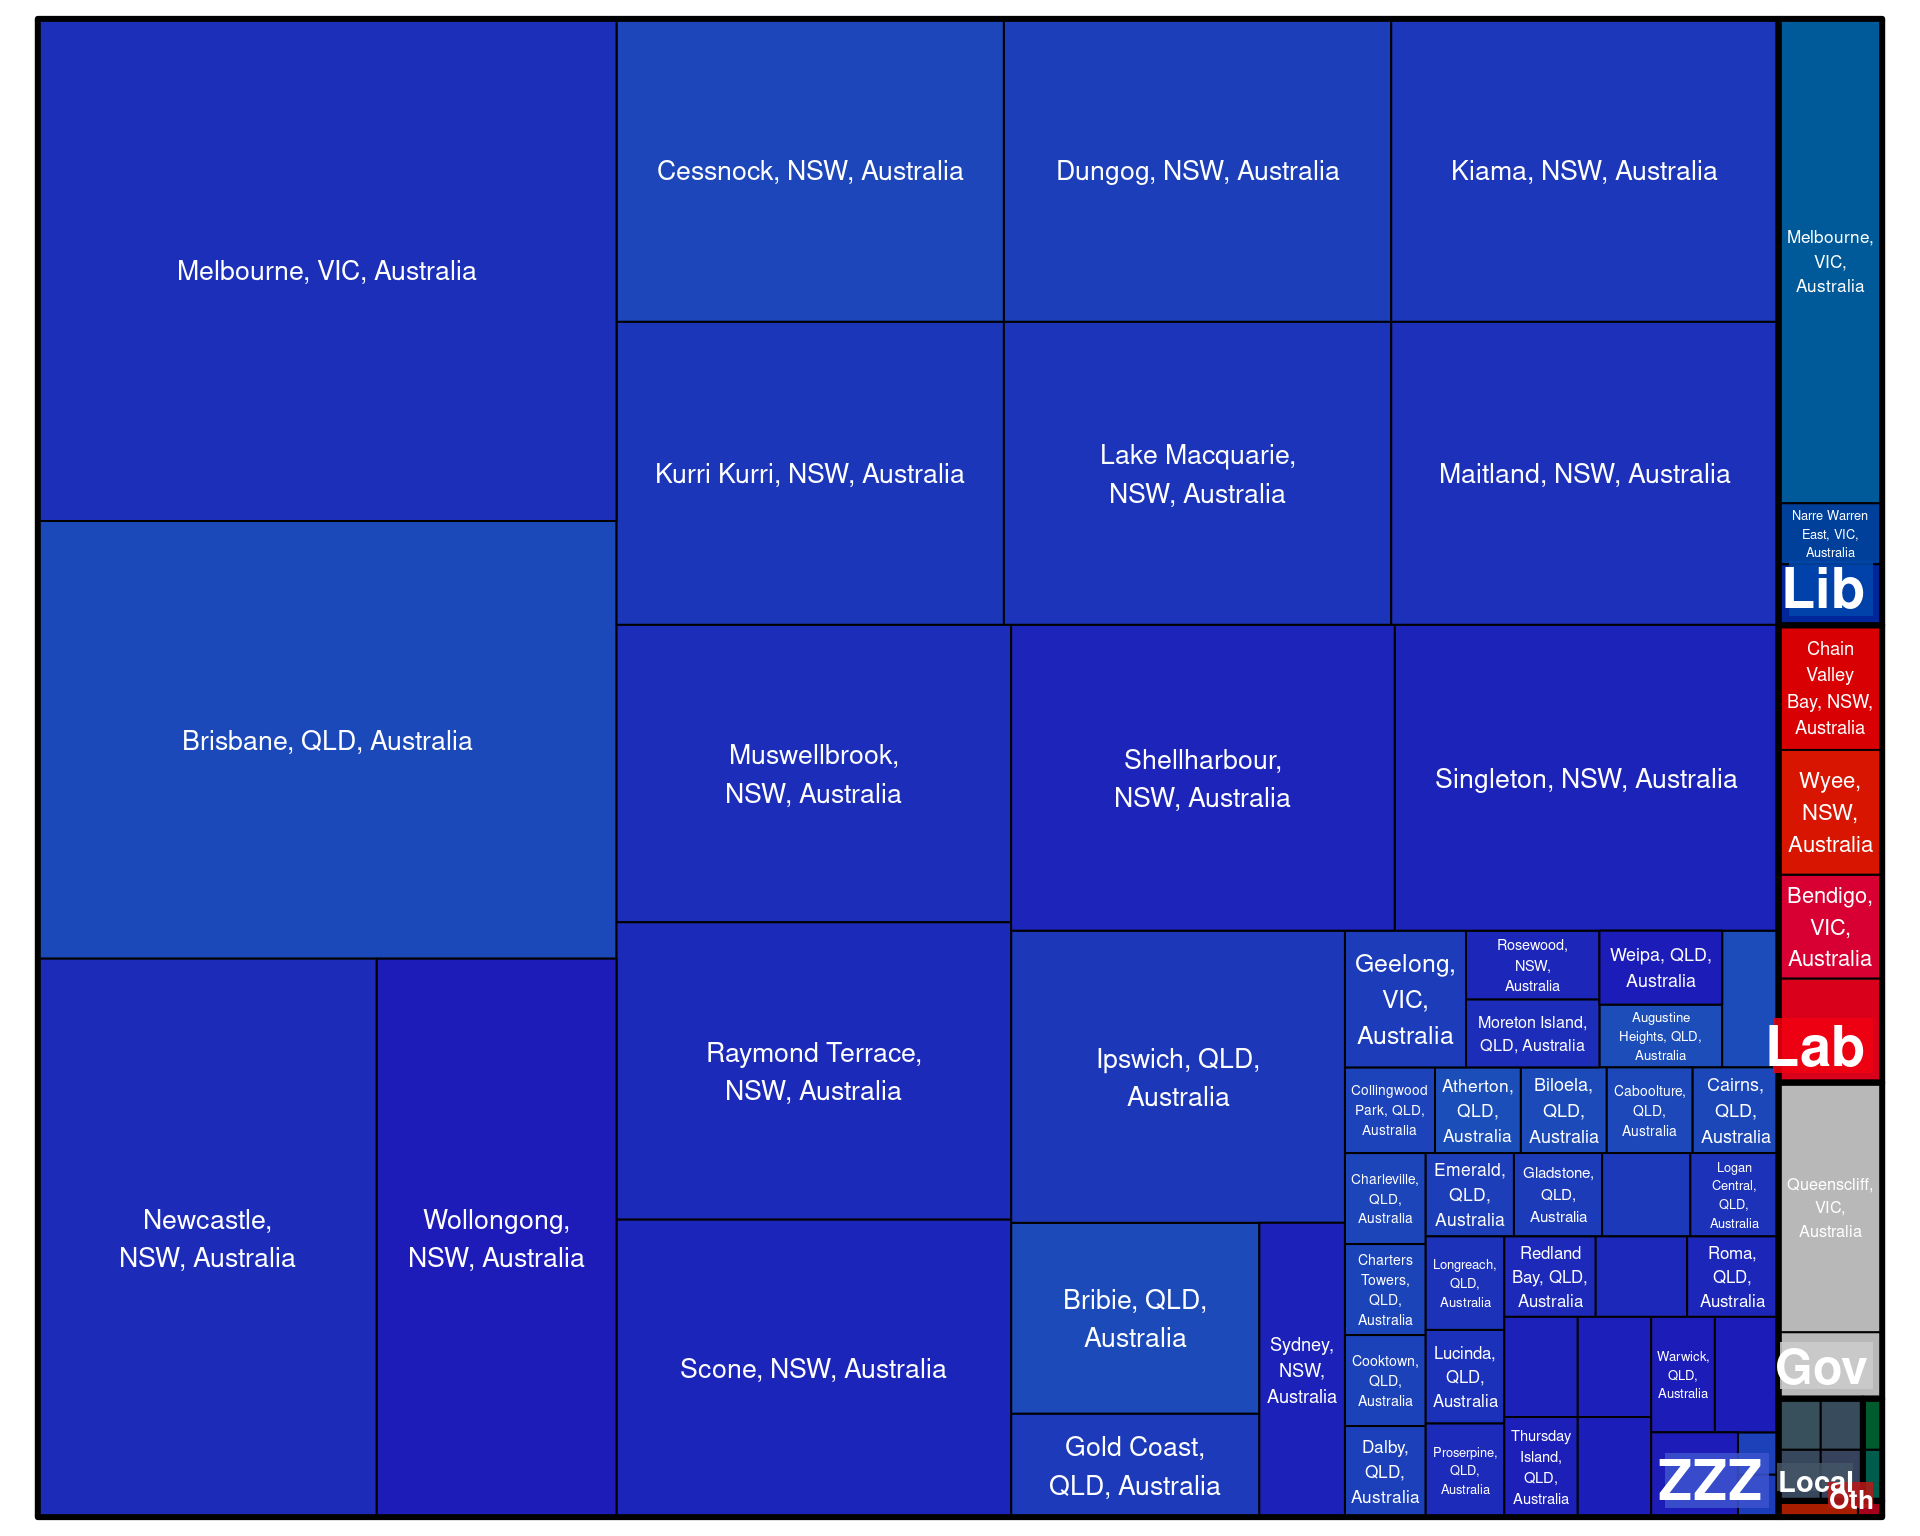 Melbourne, VIC, Australia
Brisbane, QLD, Australia
Newcastle,
NSW, Australia
Wollongong,
NSW, Australia
Cessnock, NSW, Australia
Dungog, NSW, Australia
Kiama, NSW, Australia
Kurri Kurri, NSW, Australia
Lake Macquarie,
NSW, Australia
Maitland, NSW, Australia
Muswellbrook,
NSW, Australia
Shellharbour,
NSW, Australia
Singleton, NSW, Australia
Raymond Terrace,
NSW, Australia
Scone, NSW, Australia
Ipswich, QLD,
Australia
Bribie, QLD,
Australia
Gold Coast,
QLD, Australia
Sydney,
NSW,
Australia
Geelong,
VIC,
Australia
Rosewood,
NSW,
Australia
Moreton Island,
QLD, Australia
Weipa, QLD,
Australia
Augustine
Heights, QLD,
Australia
Collingwood
Park, QLD,
Australia
Atherton,
QLD,
Australia
Biloela,
QLD,
Australia
Caboolture,
QLD,
Australia
Cairns,
QLD,
Australia
Charleville,
QLD,
Australia
Emerald,
QLD,
Australia
Gladstone,
QLD,
Australia
Logan
Central,
QLD,
Australia
Charters
Towers,
QLD,
Australia
Longreach,
QLD,
Australia
Redland
Bay, QLD,
Australia
Roma,
QLD,
Australia
Cooktown,
QLD,
Australia
Lucinda,
QLD,
Australia
Warwick,
QLD,
Australia
Dalby,
QLD,
Australia
Proserpine,
QLD,
Australia
Thursday
Island,
QLD,
Australia
ZZZ
Melbourne,
VIC,
Australia
Narre Warren
East, VIC,
Australia
Lib
Chain
Valley
Bay, NSW,
Australia
Wyee,
NSW,
Australia
Bendigo,
VIC,
Australia
Lab
Queenscliff,
VIC,
Australia
Gov
Local
Oth